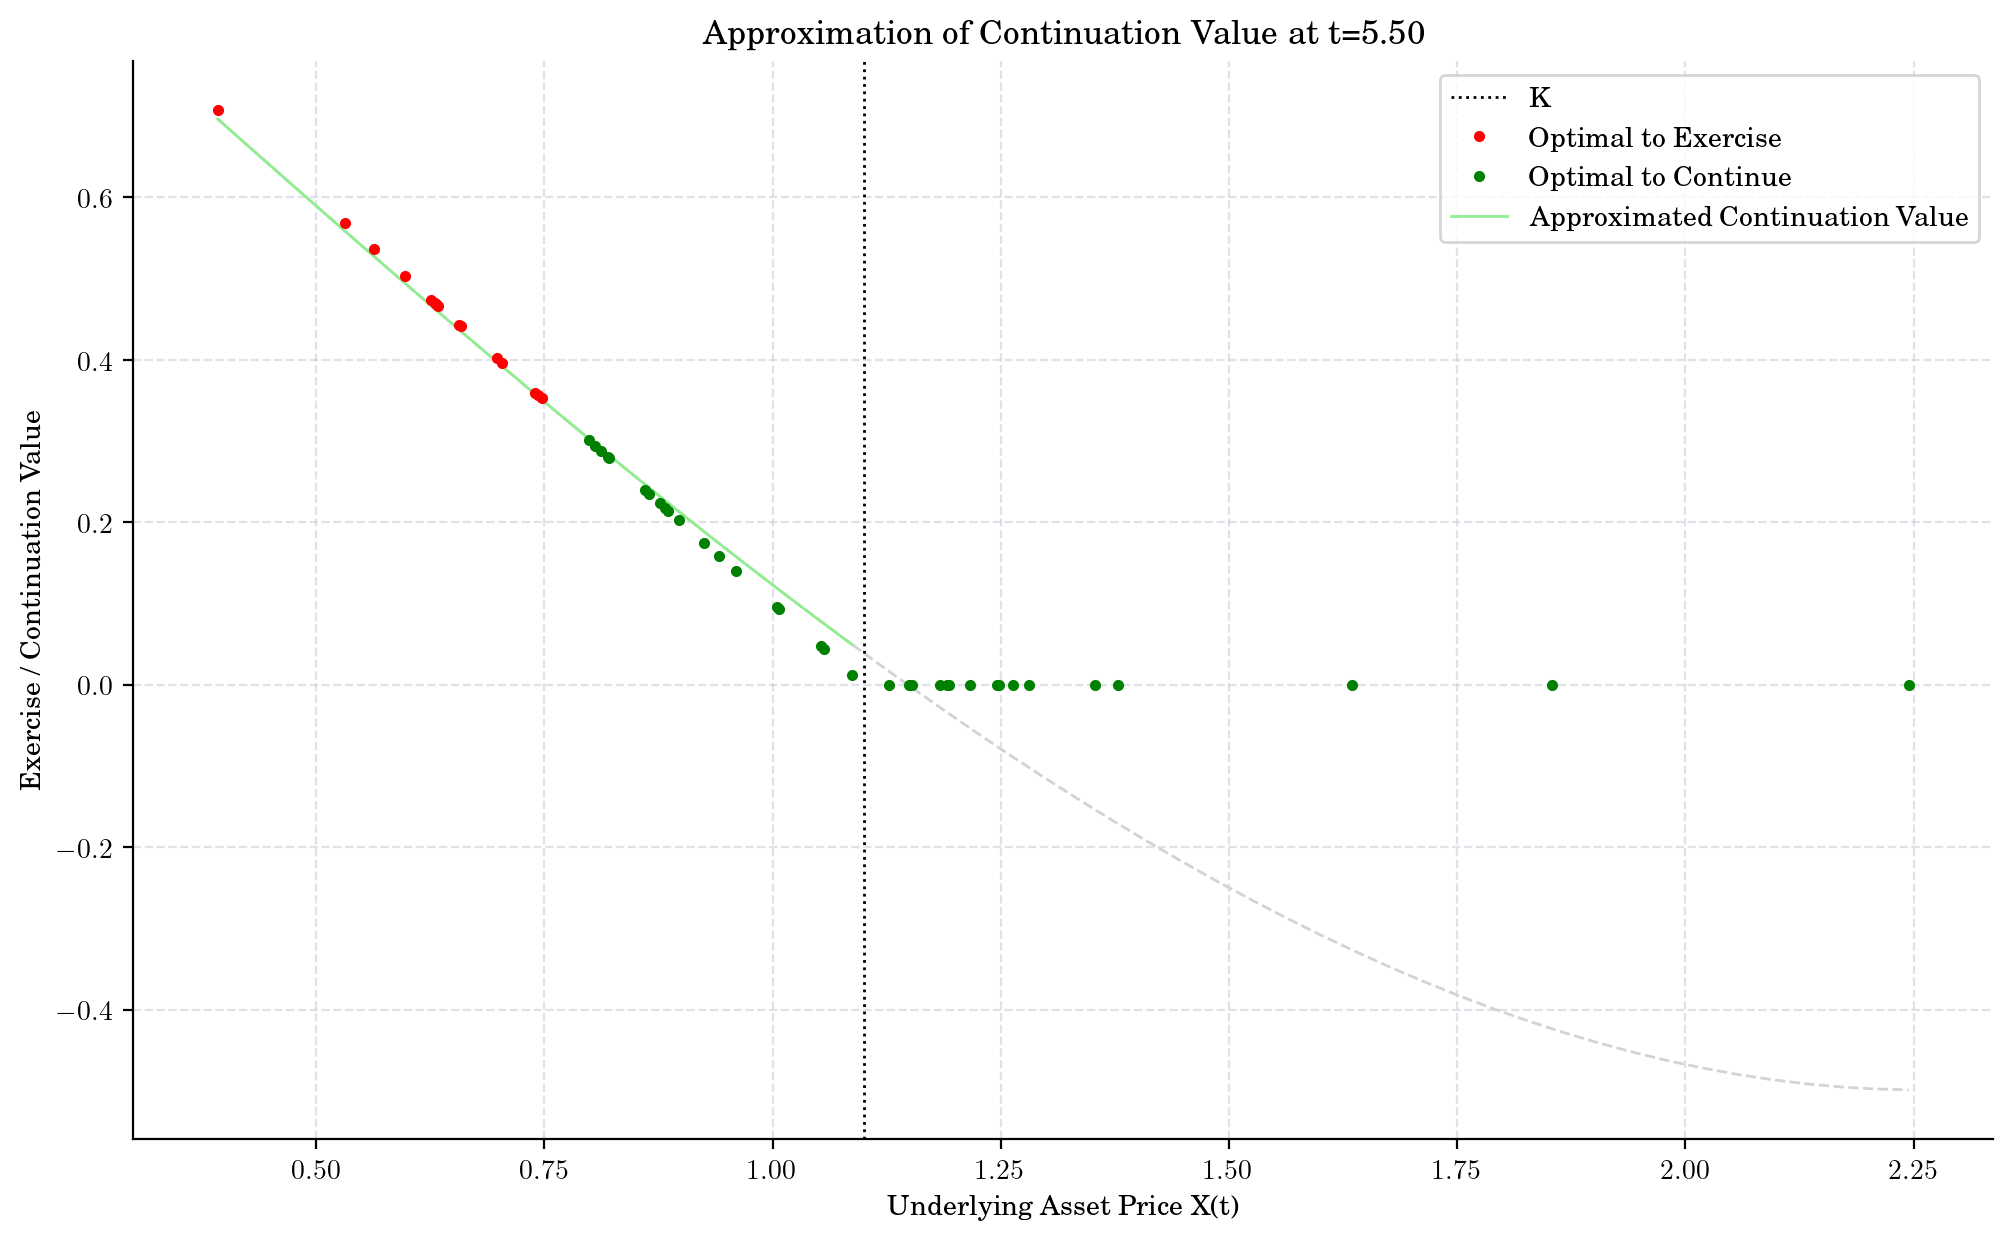 Approximation of Continuation Value at t=5.50
K
Optimal to Exercise
Optimal to Continue
Approximated Continuation Value
Exercise / Continuation Value
0.6
0.4
0.2
0.0
−0.2
−0.4
0.50 0.75 1.00 1.25 1.50 1.75 2.00 2.25
Underlying Asset Price X(t)